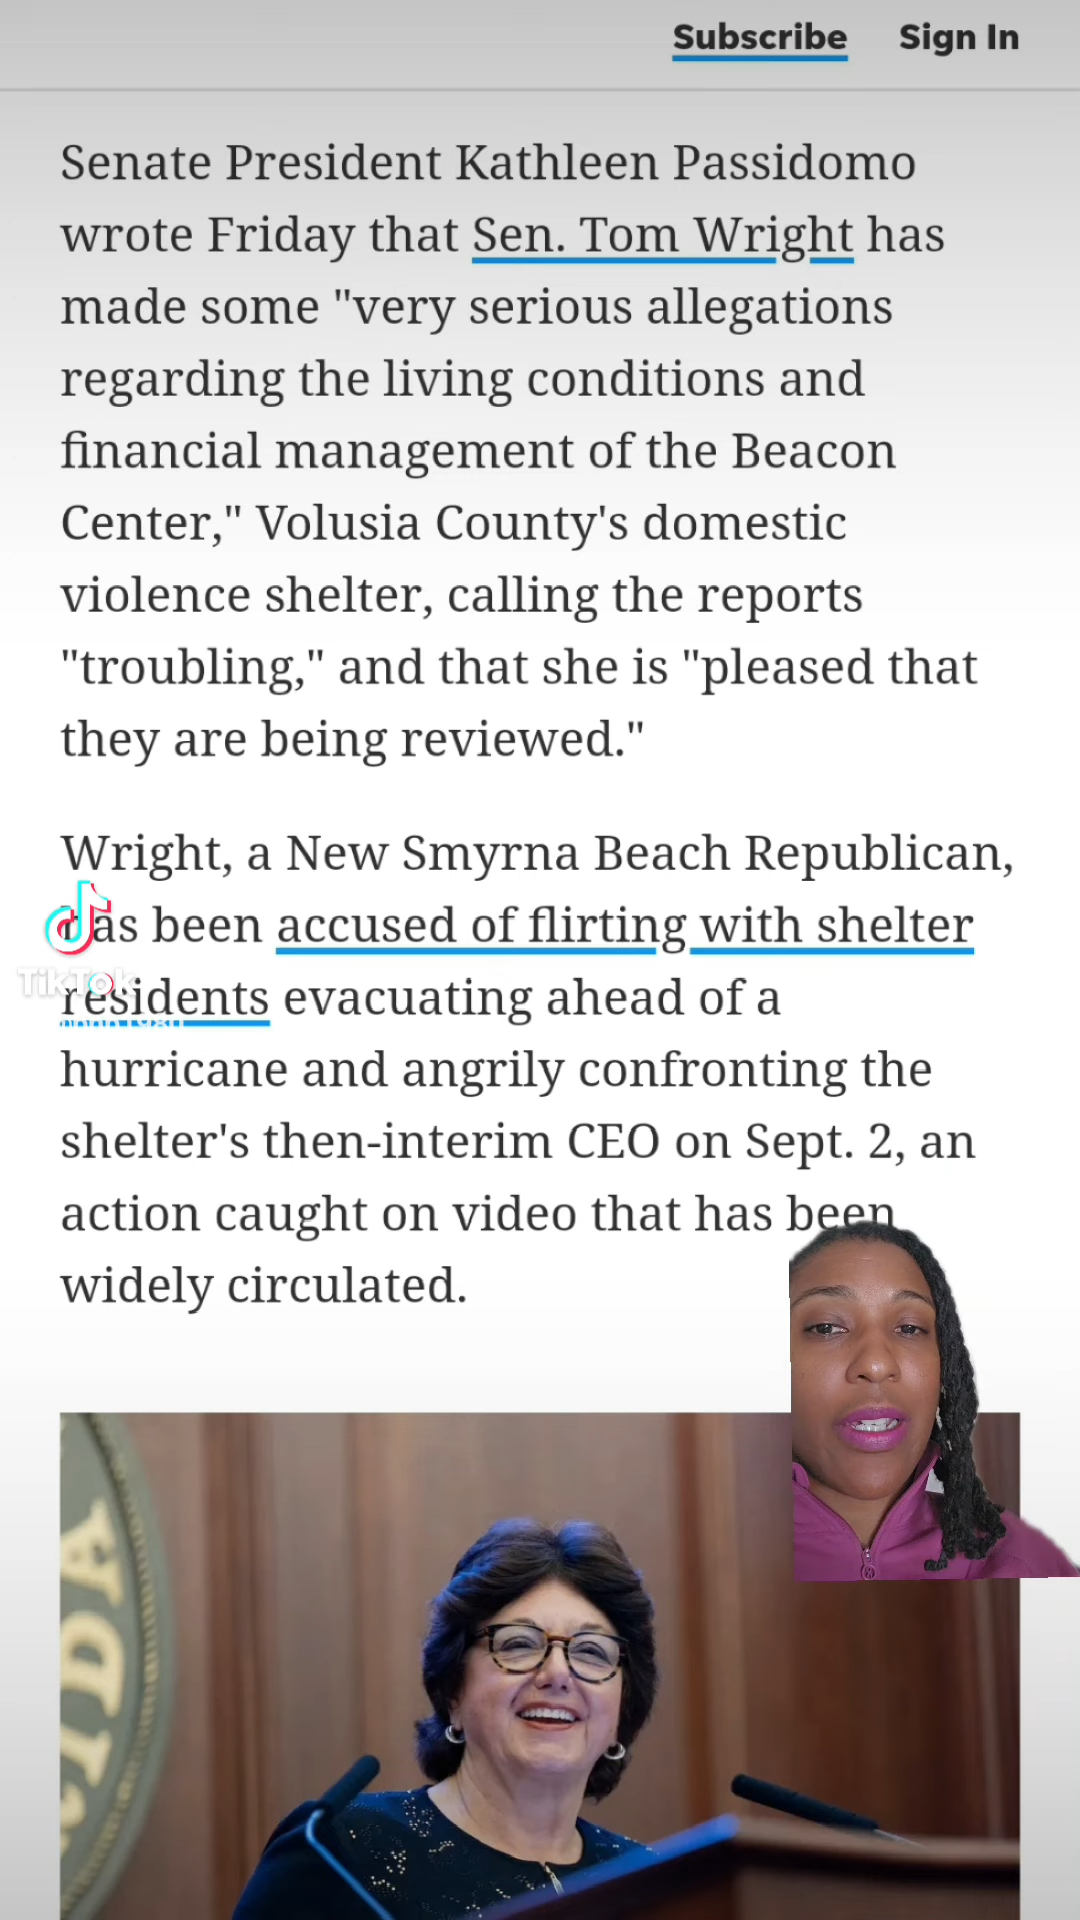 Subscribe Sign In
Senate President Kathleen Passidomo
wrote Friday that Sen. Tom Wright has
made some "very serious allegations
regarding the living conditions and
financial management of the Beacon
Center," Volusia County's domestic
violence shelter, calling the reports
"troubling," and that she is "pleased that
they are being reviewed."
Wright, a New Smyrna Beach Republican,
has been accused of flirting with shelter
TikTok
residents evacuating ahead of a
hurricane and angrily confronting the
shelter's then-interim CEO on Sept. 2, an
action caught on video that has been
widely circulated.
IDA